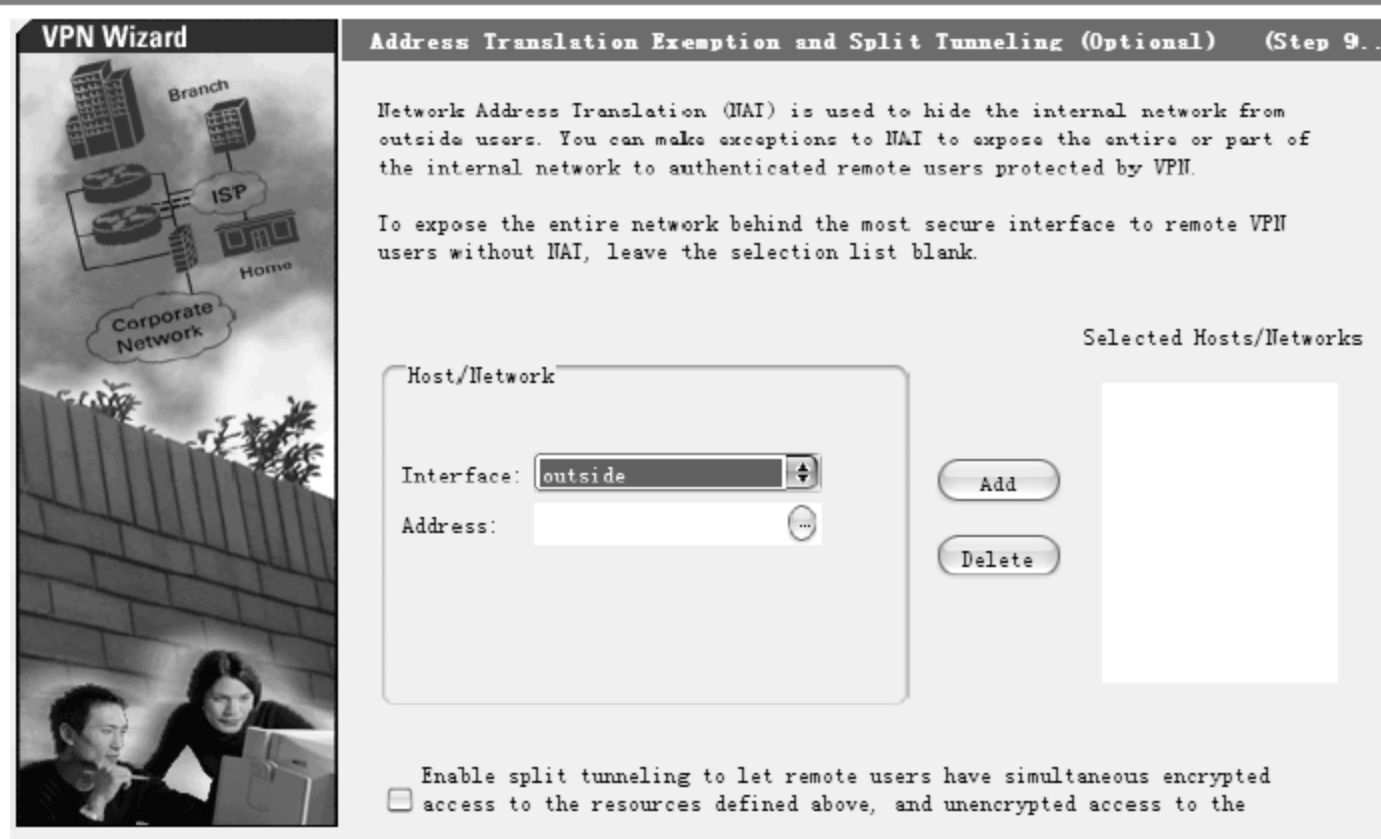 VPN Wizard
Address Translation Exemption and Split Tunneling (Optional) (Step 9..
Branch
ISP
Home
Corporate
Network
Network Address Translation (NAT) is used to hide the internal network from
outside users. You can make exceptions to NAT to expose the entire or part of
the internal network to authenticated remote users protected by VPN.
To expose the entire network behind the most secure interface to remote VPN
users without NAT, leave the selection list blank.
Selected Hosts/Networks
Host/Network
Interface: outside
Add
Address: ...
Delete
Enable split tunneling to let remote users have simultaneous encrypted
access to the resources defined above, and unencrypted access to the